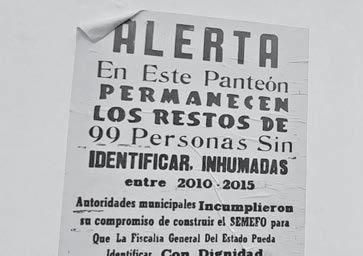 ALERTA
En Este Panteón
PERMANECEN
LOS RESTOS DE
99 Personas Sin
IDENTIFICAR, INHUMADAS
entre 2010-2015
Autoridades municipales Incumplieron
su compromiso de construir el SEMEFO para
Que La Fiscalía General Del Estado Pueda
Identificar Con Dignidad